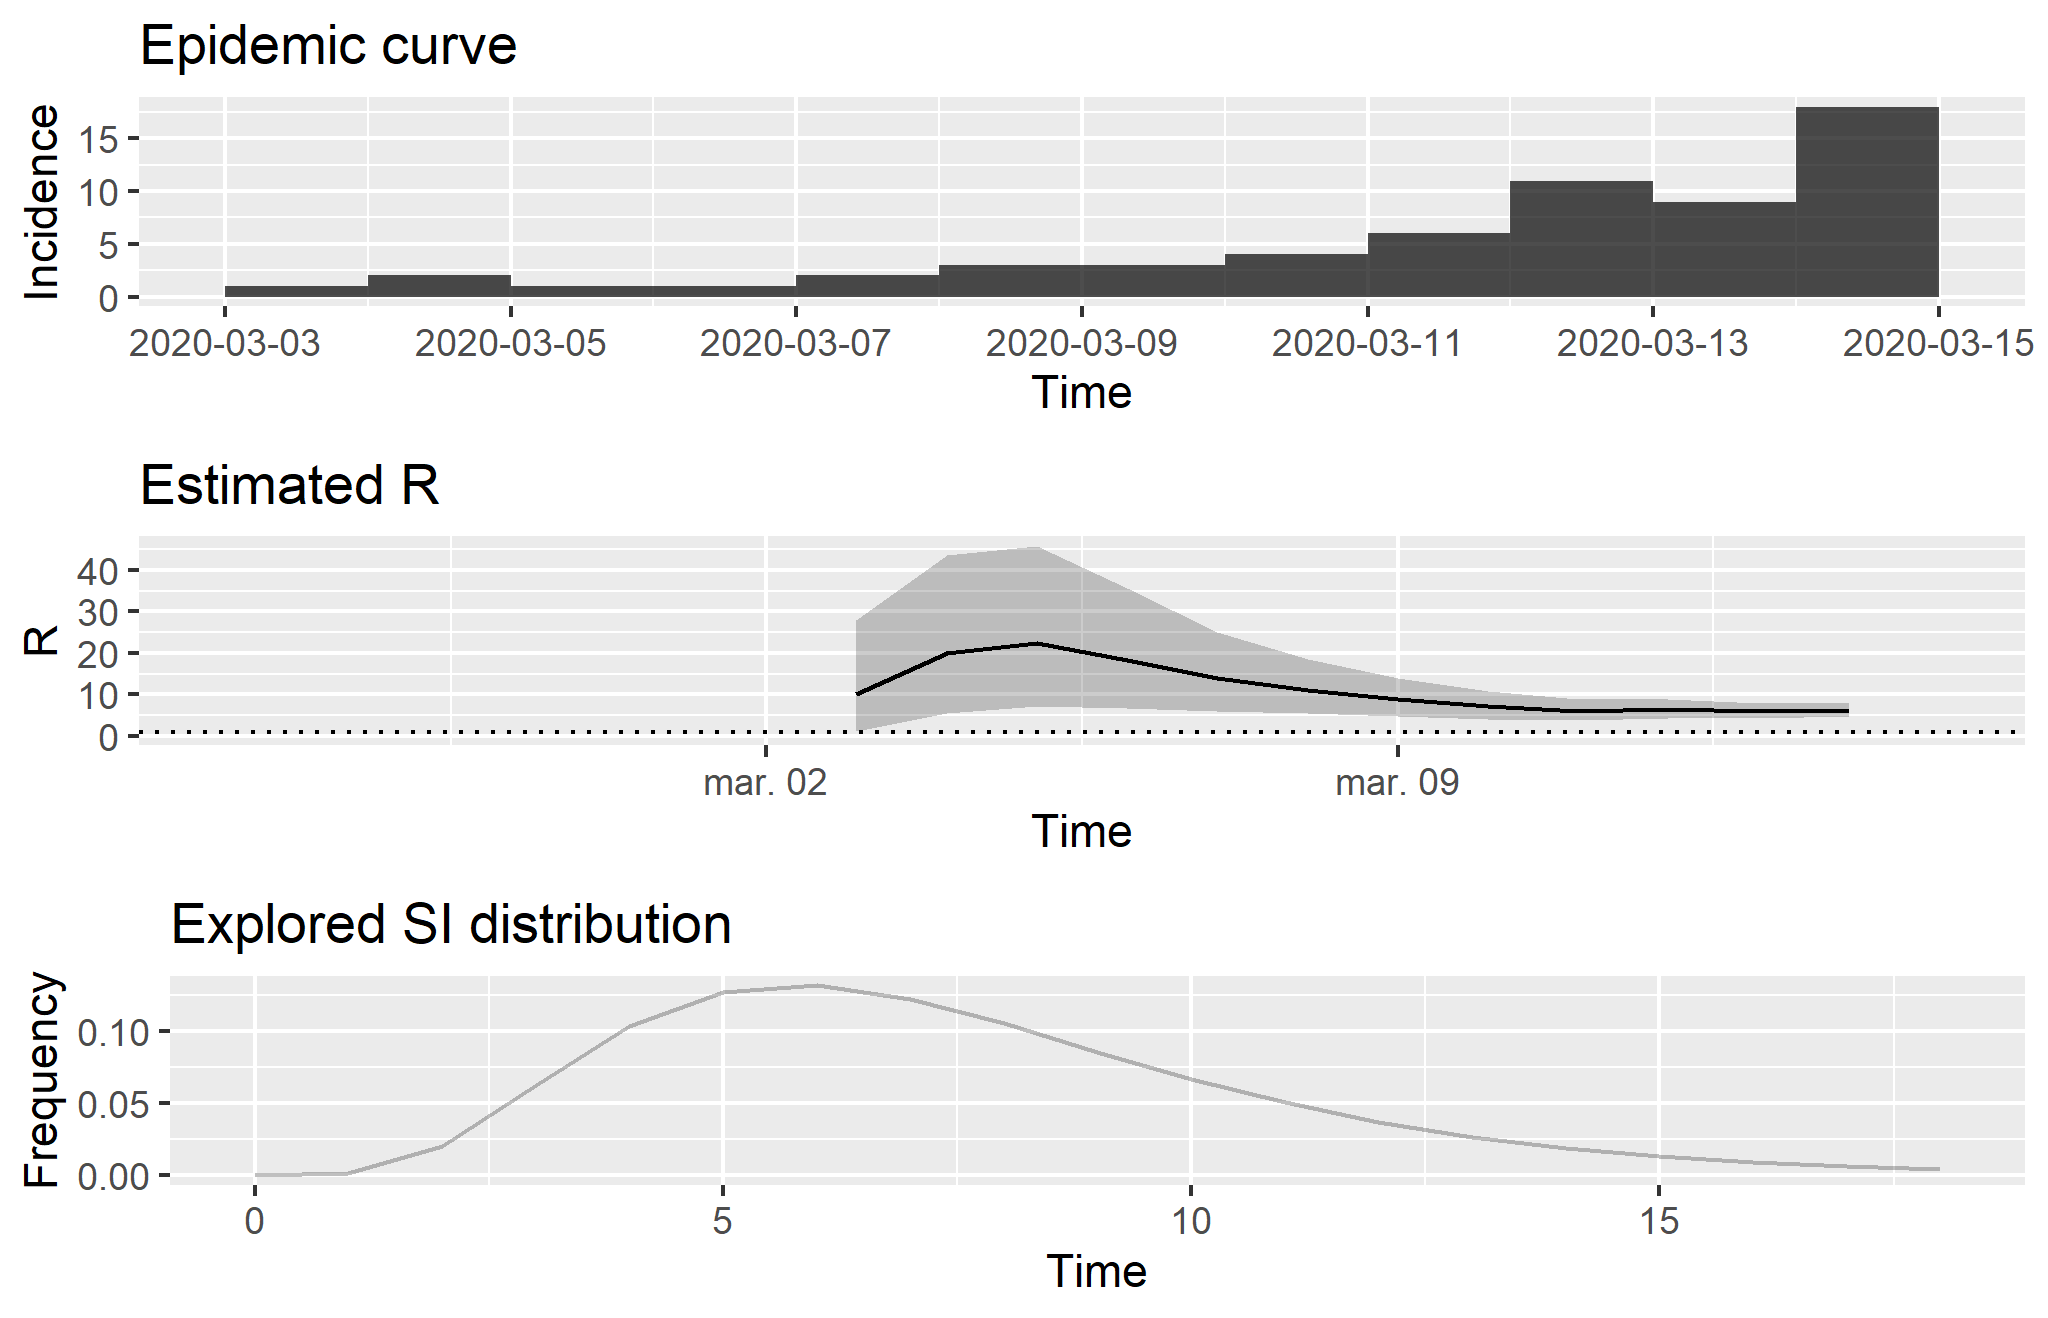 Epidemic curve
Incidence
15
10
5
0
2020-03-03 2020-03-05 2020-03-07 2020-03-09 2020-03-11 2020-03-13 2020-03-15
Time
Estimated R
R
40
30
20
10
0
mar. 02 mar. 09
Time
Explored SI distribution
Frequency
0.10
0.05
0.00
0 5 10 15
Time